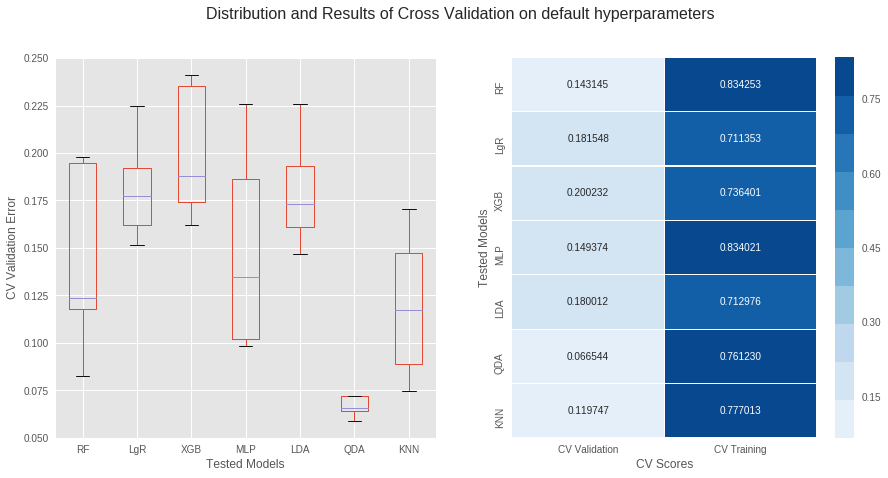 Distribution and Results of Cross Validation on default hyperparameters
CV Validation Error
0.250
0.225
0.200
0.175
0.150
0.125
0.100
0.075
0.050
RF LgR XGB MLP LDA QDA KNN
Tested Models
Tested Models
RF 0.143145 0.834253
LgR 0.181548 0.711353
XGB 0.200232 0.736401
MLP 0.149374 0.834021
LDA 0.180012 0.712976
QDA 0.066544 0.761230
KNN 0.119747 0.777013
CV Validation CV Training
CV Scores
0.75
0.60
0.45
0.30
0.15